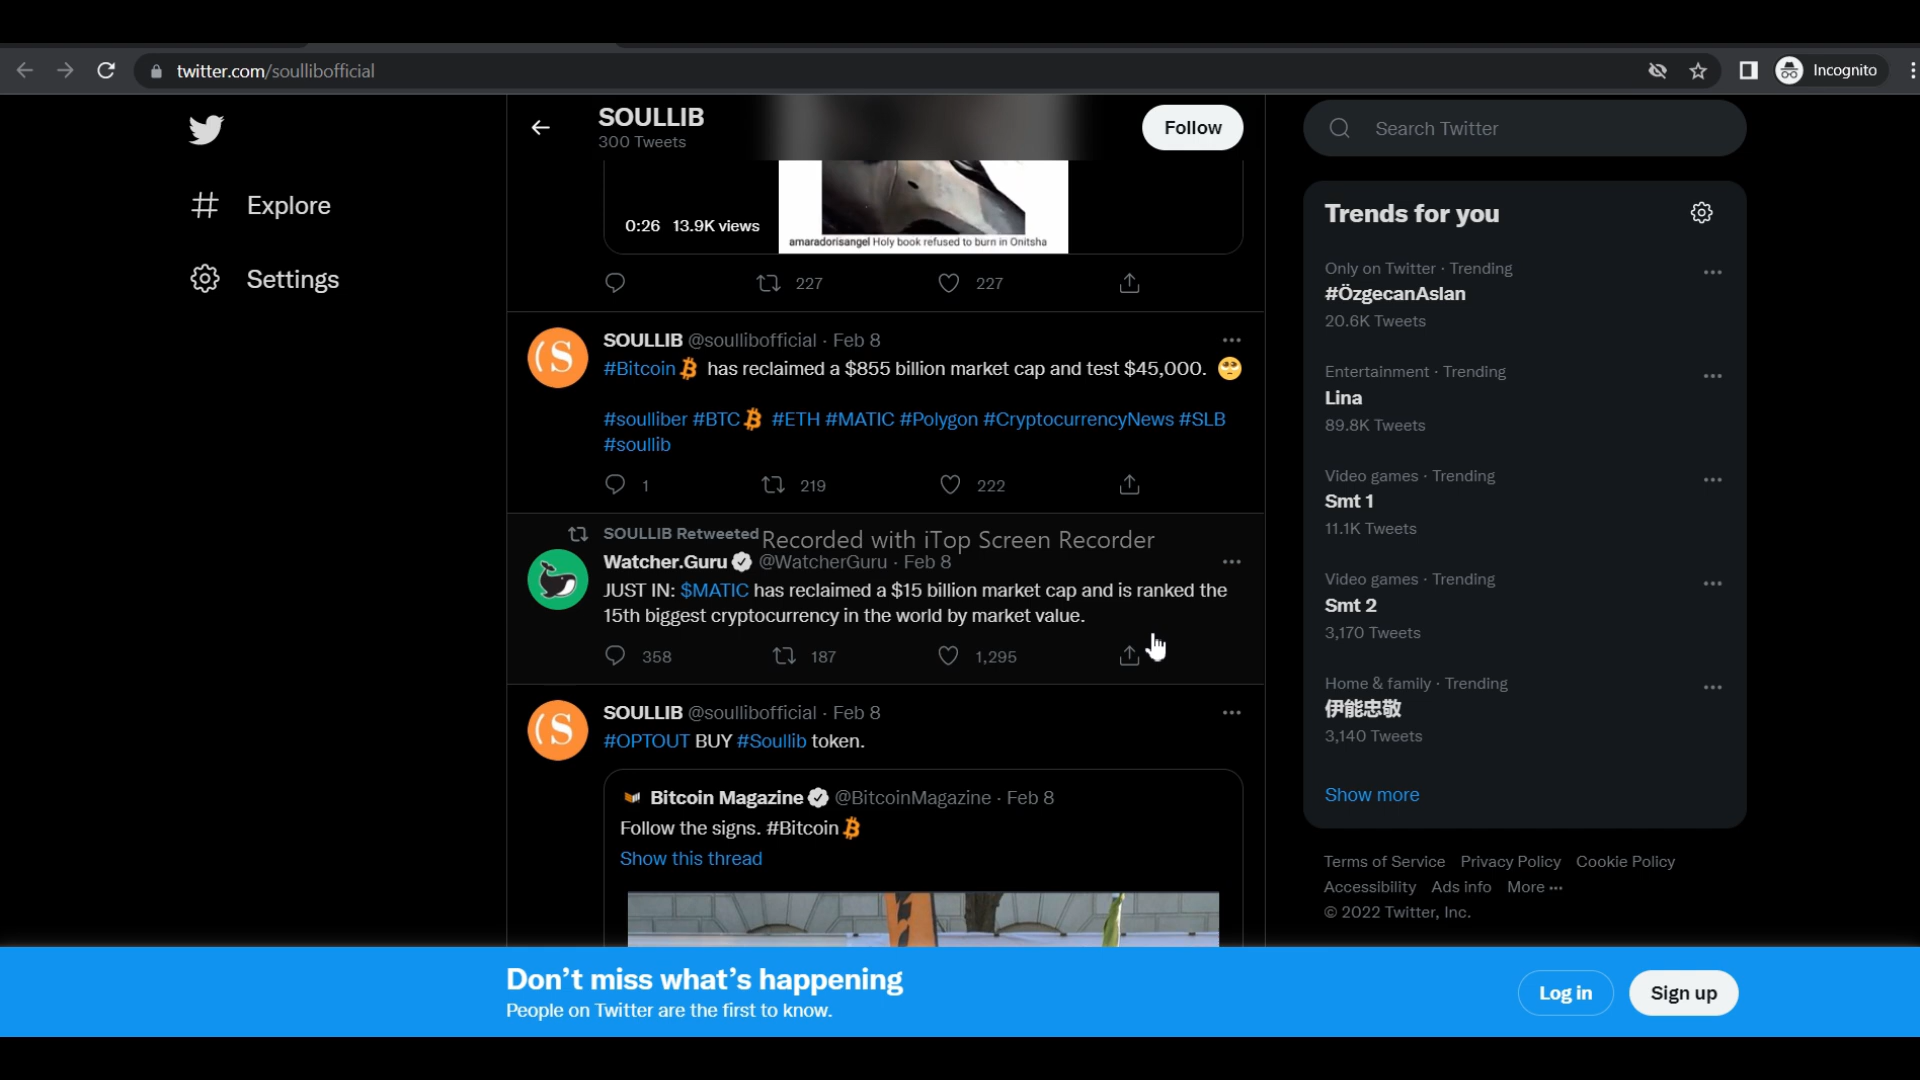 twitter.com/soullibofficial
Incognito
SOULLIB
300 Tweets
Follow
Search Twitter
Explore
Settings
0:26 13.9K views
amaradorisangel Holy book refused to burn in Onitsha
227 227
SOULLIB @soullibofficial · Feb 8
#Bitcoin has reclaimed a $855 billion market cap and test $45,000. 🥺
#soulliber #BTC #ETH #MATIC #Polygon #CryptocurrencyNews #SLB
#soullib
1 219 222
SOULLIB Retweeted
Recorded with iTop Screen Recorder
Watcher.Guru @WatcherGuru · Feb 8
JUST IN: $MATIC has reclaimed a $15 billion market cap and is ranked the
15th biggest cryptocurrency in the world by market value.
358 187 1,295
SOULLIB @soullibofficial · Feb 8
#OPTOUT BUY #Soullib token.
Bitcoin Magazine @BitcoinMagazine · Feb 8
Follow the signs. #Bitcoin
Show this thread
Trends for you
Only on Twitter · Trending
#ÖzgecanAslan
20.6K Tweets
Entertainment · Trending
Lina
89.8K Tweets
Video games · Trending
Smt 1
11.1K Tweets
Video games · Trending
Smt 2
3,170 Tweets
Home & family · Trending
伊能忠敬
3,140 Tweets
Show more
Terms of Service Privacy Policy Cookie Policy
Accessibility Ads info More ···
© 2022 Twitter, Inc.
Don't miss what's happening
People on Twitter are the first to know.
Log in
Sign up